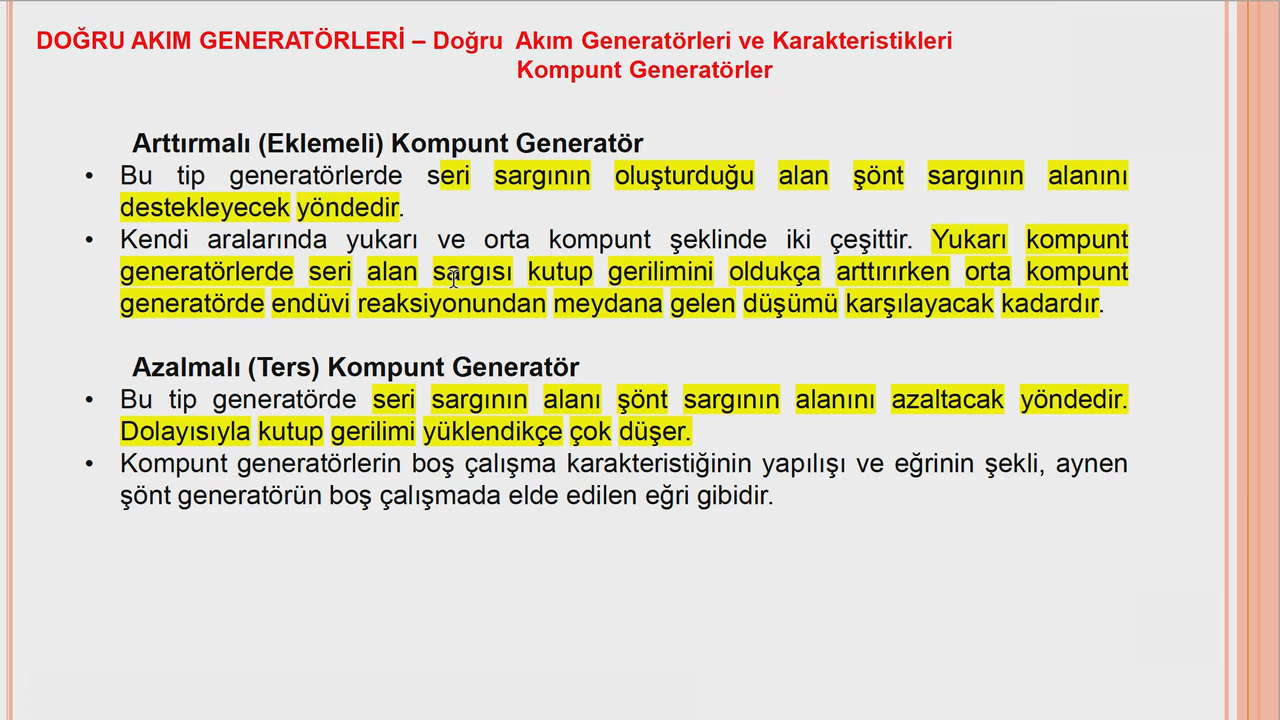 DOĞRU AKIM GENERATÖRLERİ – Doğru Akım Generatörleri ve Karakteristikleri
Kompunt Generatörler
Arttırmalı (Eklemeli) Kompunt Generatör
• Bu tip generatörlerde seri sargının oluşturduğu alan şönt sargının alanını
destekleyecek yöndedir.
• Kendi aralarında yukarı ve orta kompunt şeklinde iki çeşittir. Yukarı kompunt
generatörlerde seri alan sargısı kutup gerilimini oldukça arttırırken orta kompunt
generatörde endüvi reaksiyonundan meydana gelen düşümü karşılayacak kadardır.
Azalmalı (Ters) Kompunt Generatör
• Bu tip generatörde seri sargının alanı şönt sargının alanını azaltacak yöndedir.
Dolayısıyla kutup gerilimi yüklendikçe çok düşer.
• Kompunt generatörlerin boş çalışma karakteristiğinin yapılışı ve eğrinin şekli, aynen
şönt generatörün boş çalışmada elde edilen eğri gibidir.